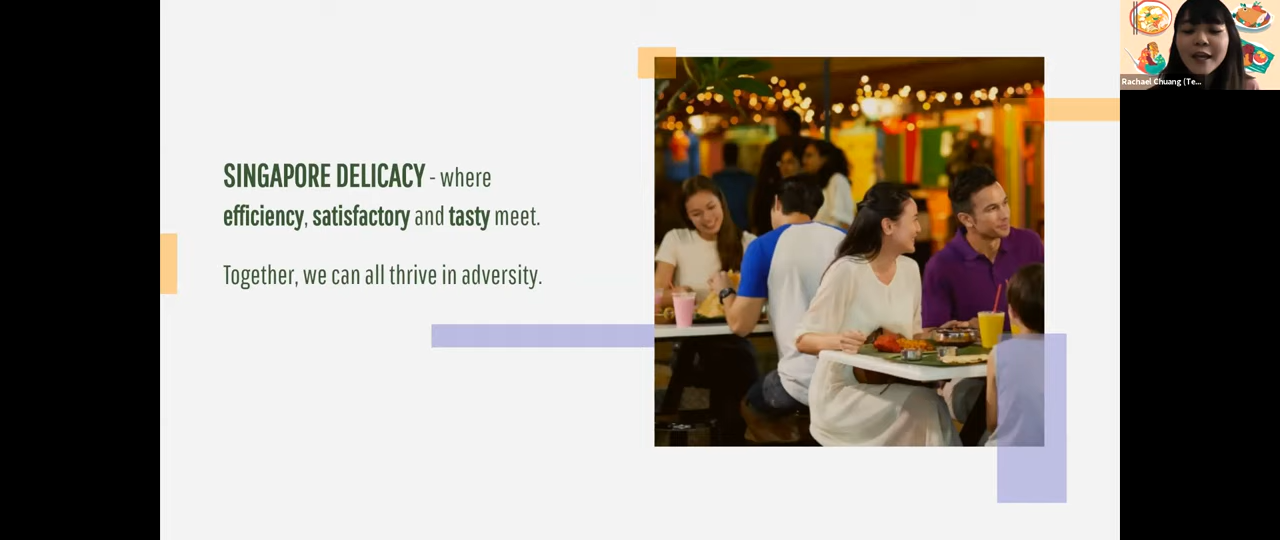 SINGAPORE DELICACY - where
efficiency, satisfactory and tasty meet.
Together, we can all thrive in adversity.
Rachael Chuang (Te...